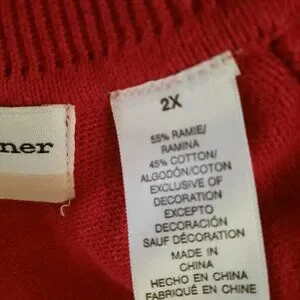 ner
2X
55% RAMIE/
RAMINA
45% COTTON/
ALGODÓN/COTON
EXCLUSIVE OF
DECORATION
EXCEPTO
DECORACIÓN
SAUF DÉCORATION
MADE IN
CHINA
HECHO EN CHINA
FABRIQUÉ EN CHINE